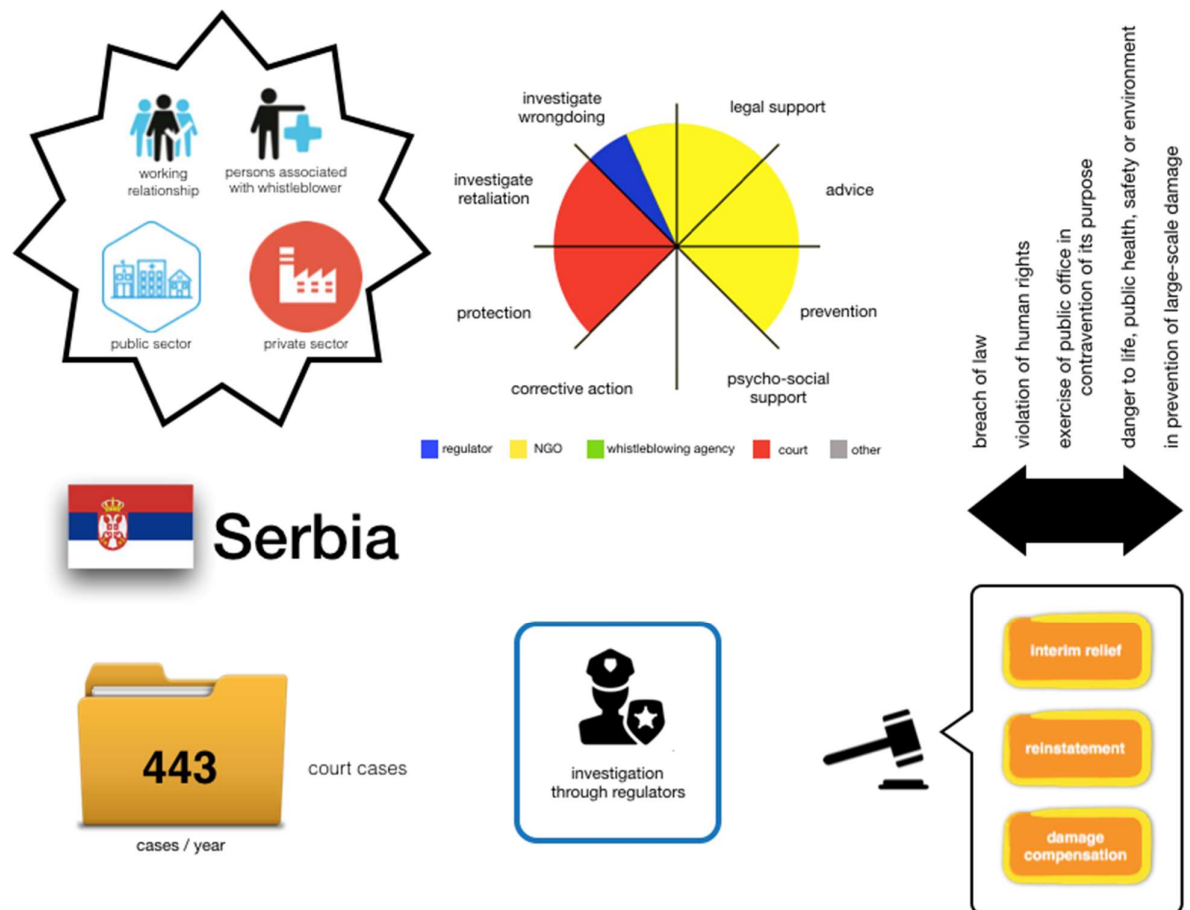 working
relationship
persons associated
with whistleblower
public sector
private sector
investigate
wrongdoing
legal support
investigate
retaliation
advice
protection
prevention
corrective action
psycho-social
support
regulator
NGO
whistleblowing agency
court
other
breach of law
violation of human rights
exercise of public office in
contravention of its purpose
danger to life, public health, safety or environment
in prevention of large-scale damage
Serbia
443
court cases
cases / year
investigation
through regulators
interim relief
reinstatement
damage
compensation